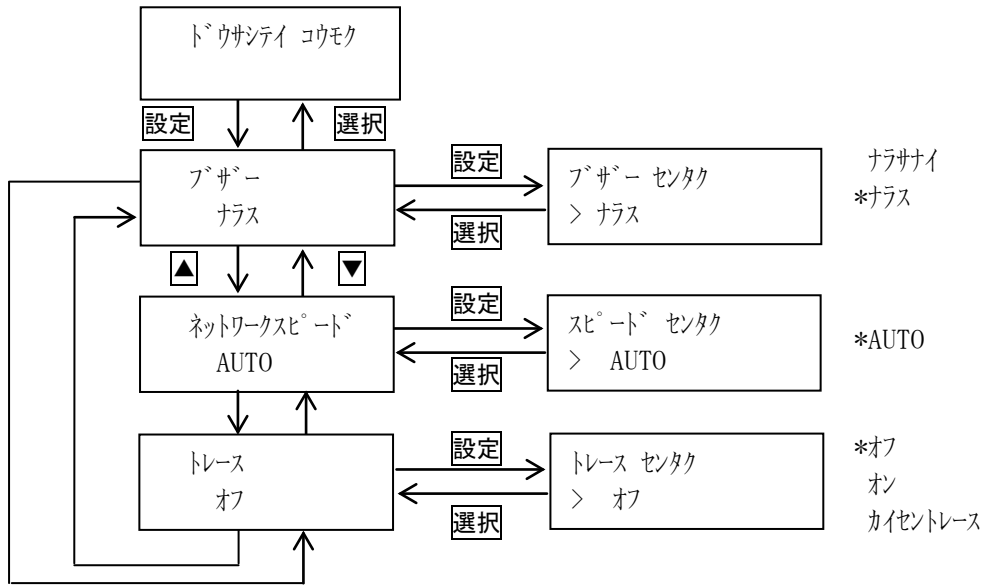 ドウサシテイ コウモク
設定 選択
ブザー
ナラス
設定
選択
ブザー センタク
> ナラス
ナラサナイ
*ナラス
▲ ▼
ネットワークスピード
AUTO
設定
選択
スピード センタク
> AUTO
*AUTO
トレース
オフ
設定
選択
トレース センタク
> オフ
*オフ
オン
カイセントレース